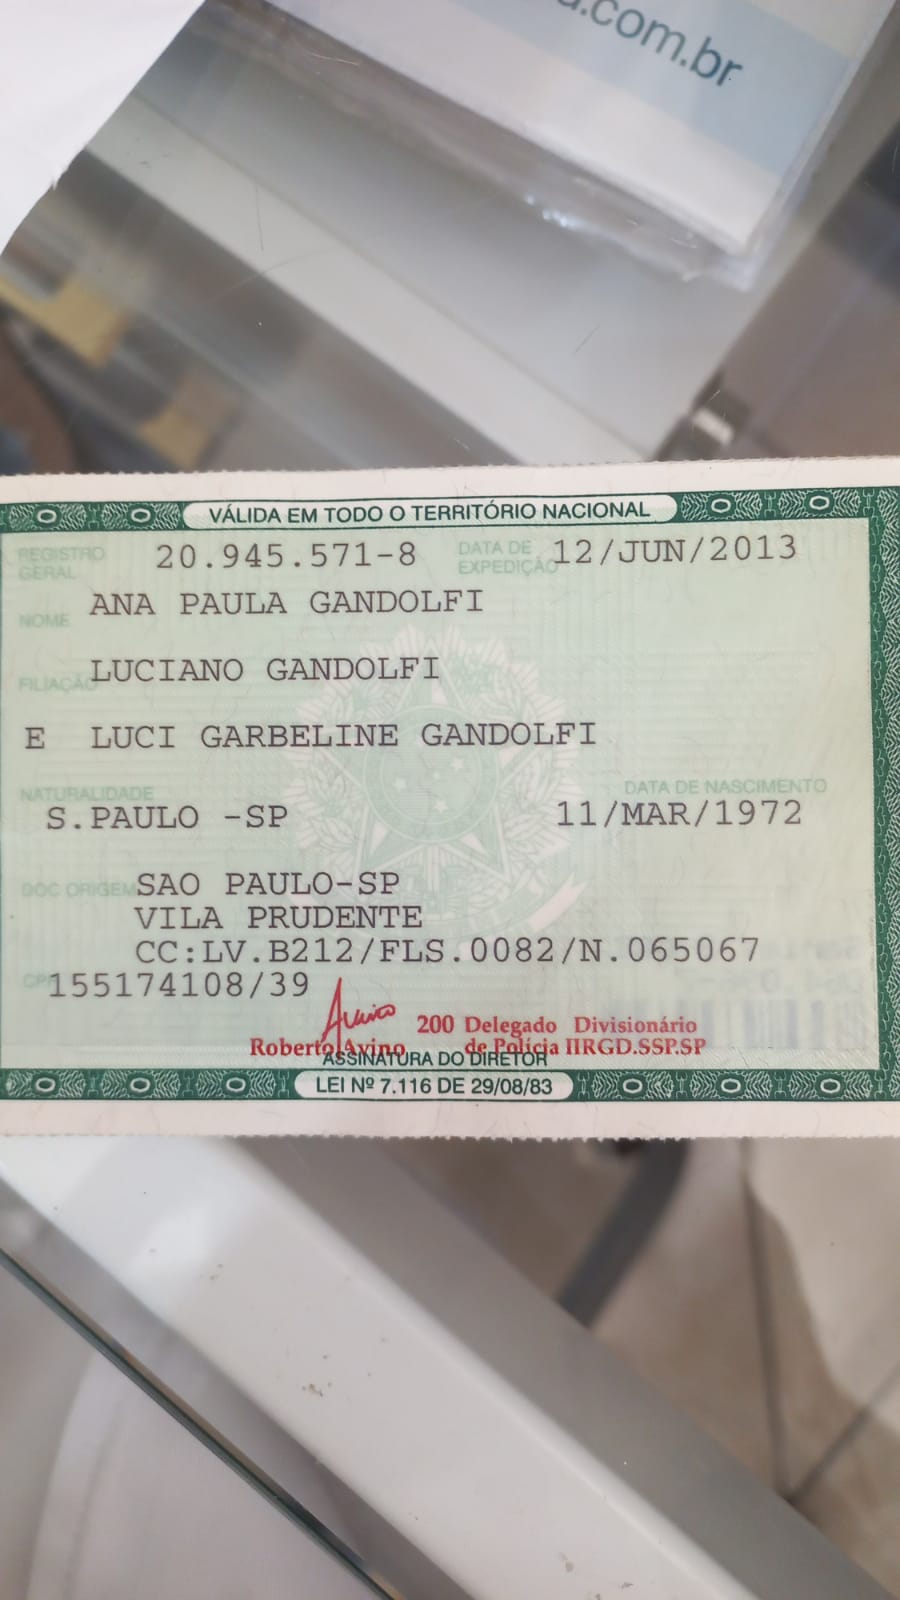 .com.br
VÁLIDA EM TODO O TERRITÓRIO NACIONAL
REGISTRO GERAL 20.945.571-8 DATA DE EXPEDIÇÃO 12/JUN/2013
NOME ANA PAULA GANDOLFI
FILIAÇÃO LUCIANO GANDOLFI
E LUCI GARBELINE GANDOLFI
NATURALIDADE DATA DE NASCIMENTO
S.PAULO -SP 11/MAR/1972
DOC ORIGEM SAO PAULO-SP
VILA PRUDENTE
CC:LV.B212/FLS.0082/N.065067
CPF 155174108/39
200 Delegado Divisionário
Roberto Avino de Polícia IIRGD.SSP.SP
ASSINATURA DO DIRETOR
LEI Nº 7.116 DE 29/08/83